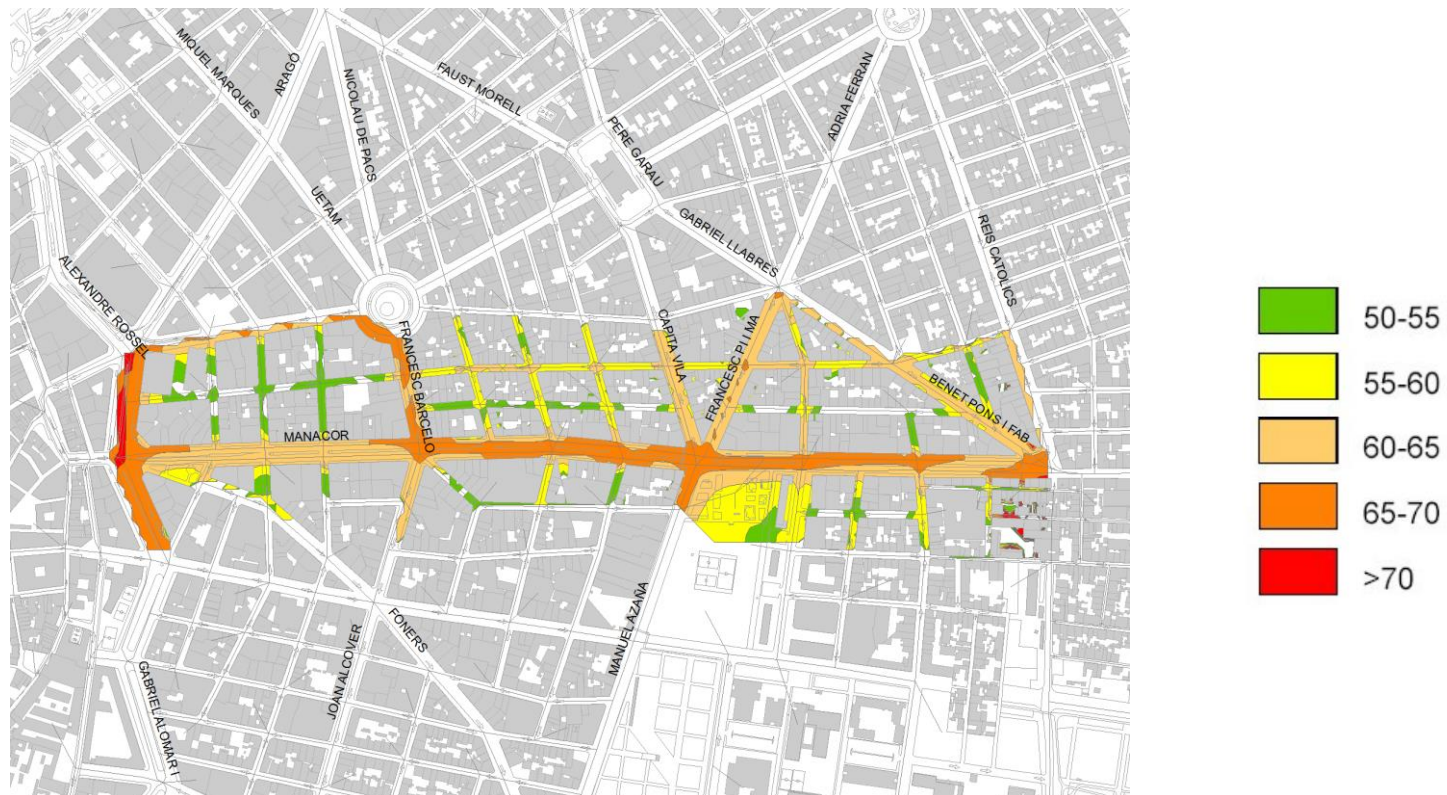 MIQUEL MARQUES
ARAGÓ
NICOLAU DE PACS
FAUST MORELL
ADRIA FERRAN
PERE GARAU
UETAM
GABRIEL LLABRES
REIS CATOLICS
ALEXANDRE ROSSEL
FRANCESC BARCELO
CAPITA VILA
FRANCESC PI I MA
BENET PONS I FAB
MANACOR
MANUEL AZAÑA
FONERS
JOAN ALCOVER
GABRIEL ALOMAR I
50-55
55-60
60-65
65-70
>70